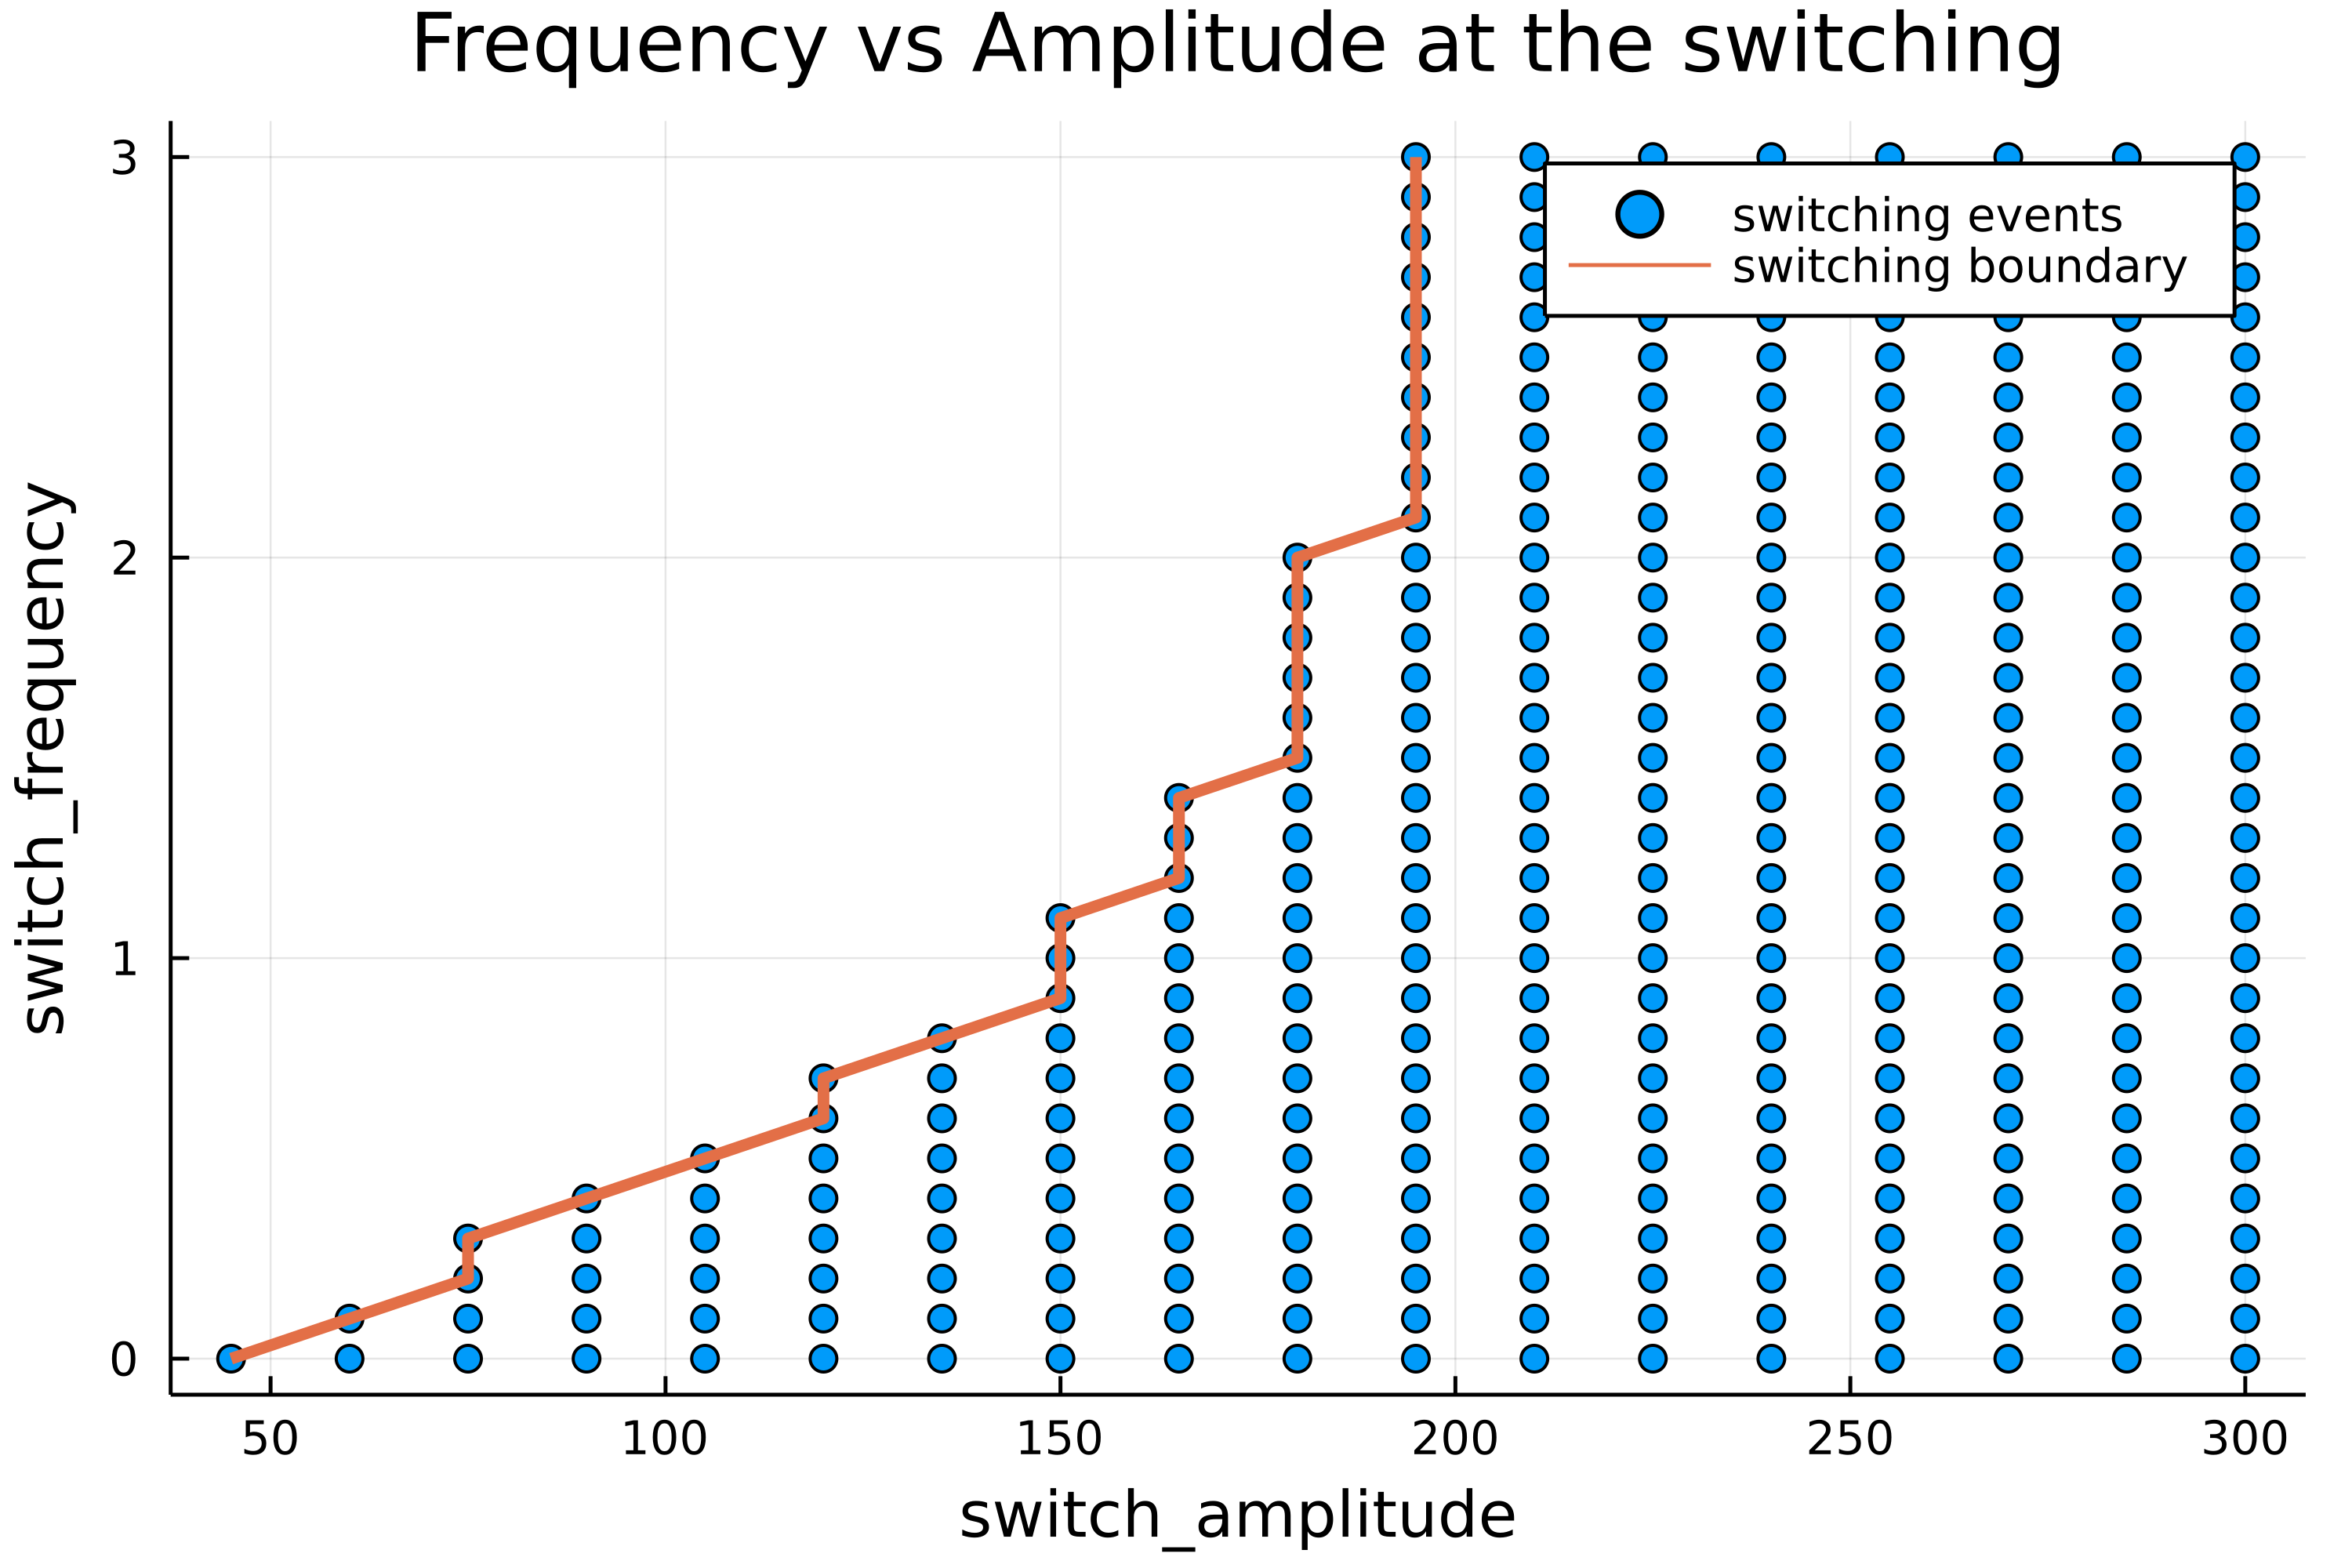 Frequency vs Amplitude at the switching
3
2
1
0
switch_frequency
switching events
switching boundary
50 100 150 200 250 300
switch_amplitude